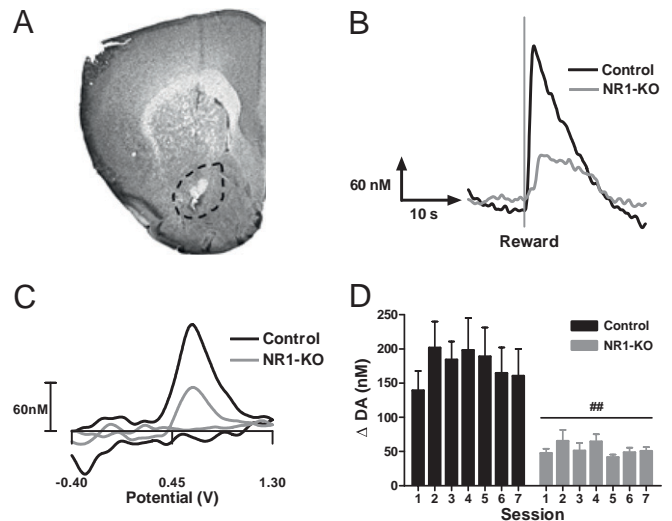 A
B
Control
NR1-KO
60 nM
10 s
Reward
C
Control
NR1-KO
60nM
-0.40
0.45
1.30
Potential (V)
D
Control
NR1-KO
250
200
150
100
50
0
Δ DA (nM)
##
1 2 3 4 5 6 7 1 2 3 4 5 6 7
Session